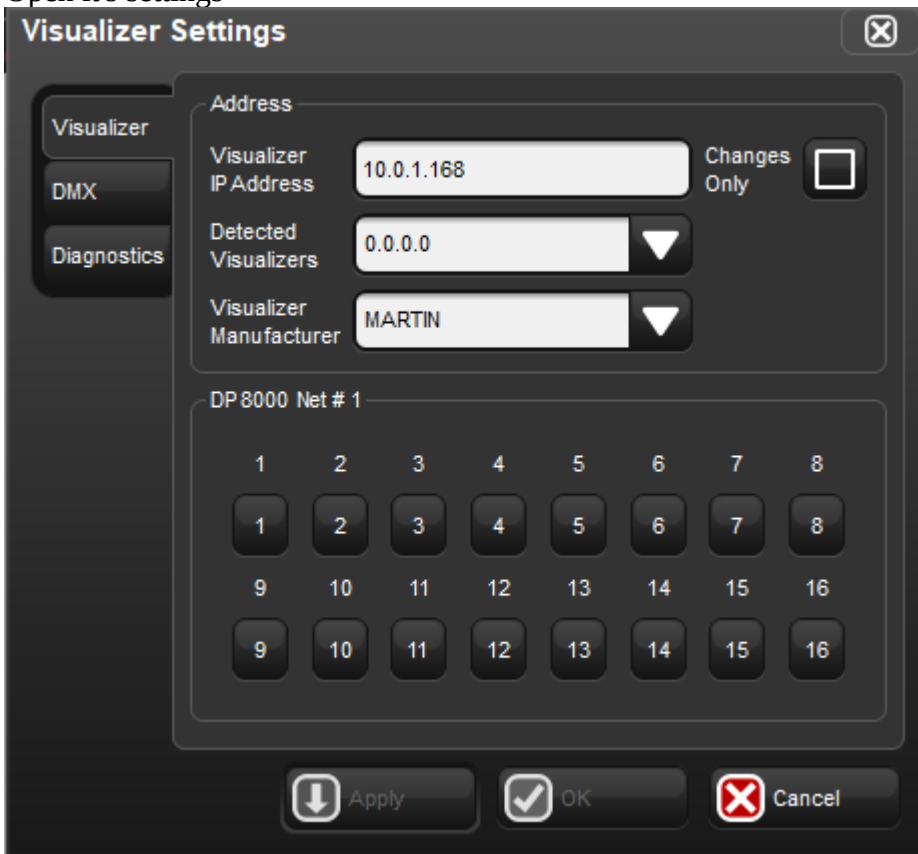 Open it's settings
Visualizer Settings
Visualizer
DMX
Diagnostics
Address
Visualizer
IP Address
10.0.1.168
Changes
Only
Detected
Visualizers
0.0.0.0
Visualizer
Manufacturer
MARTIN
DP 8000 Net # 1
1 2 3 4 5 6 7 8
1 2 3 4 5 6 7 8
9 10 11 12 13 14 15 16
9 10 11 12 13 14 15 16
Apply
OK
Cancel